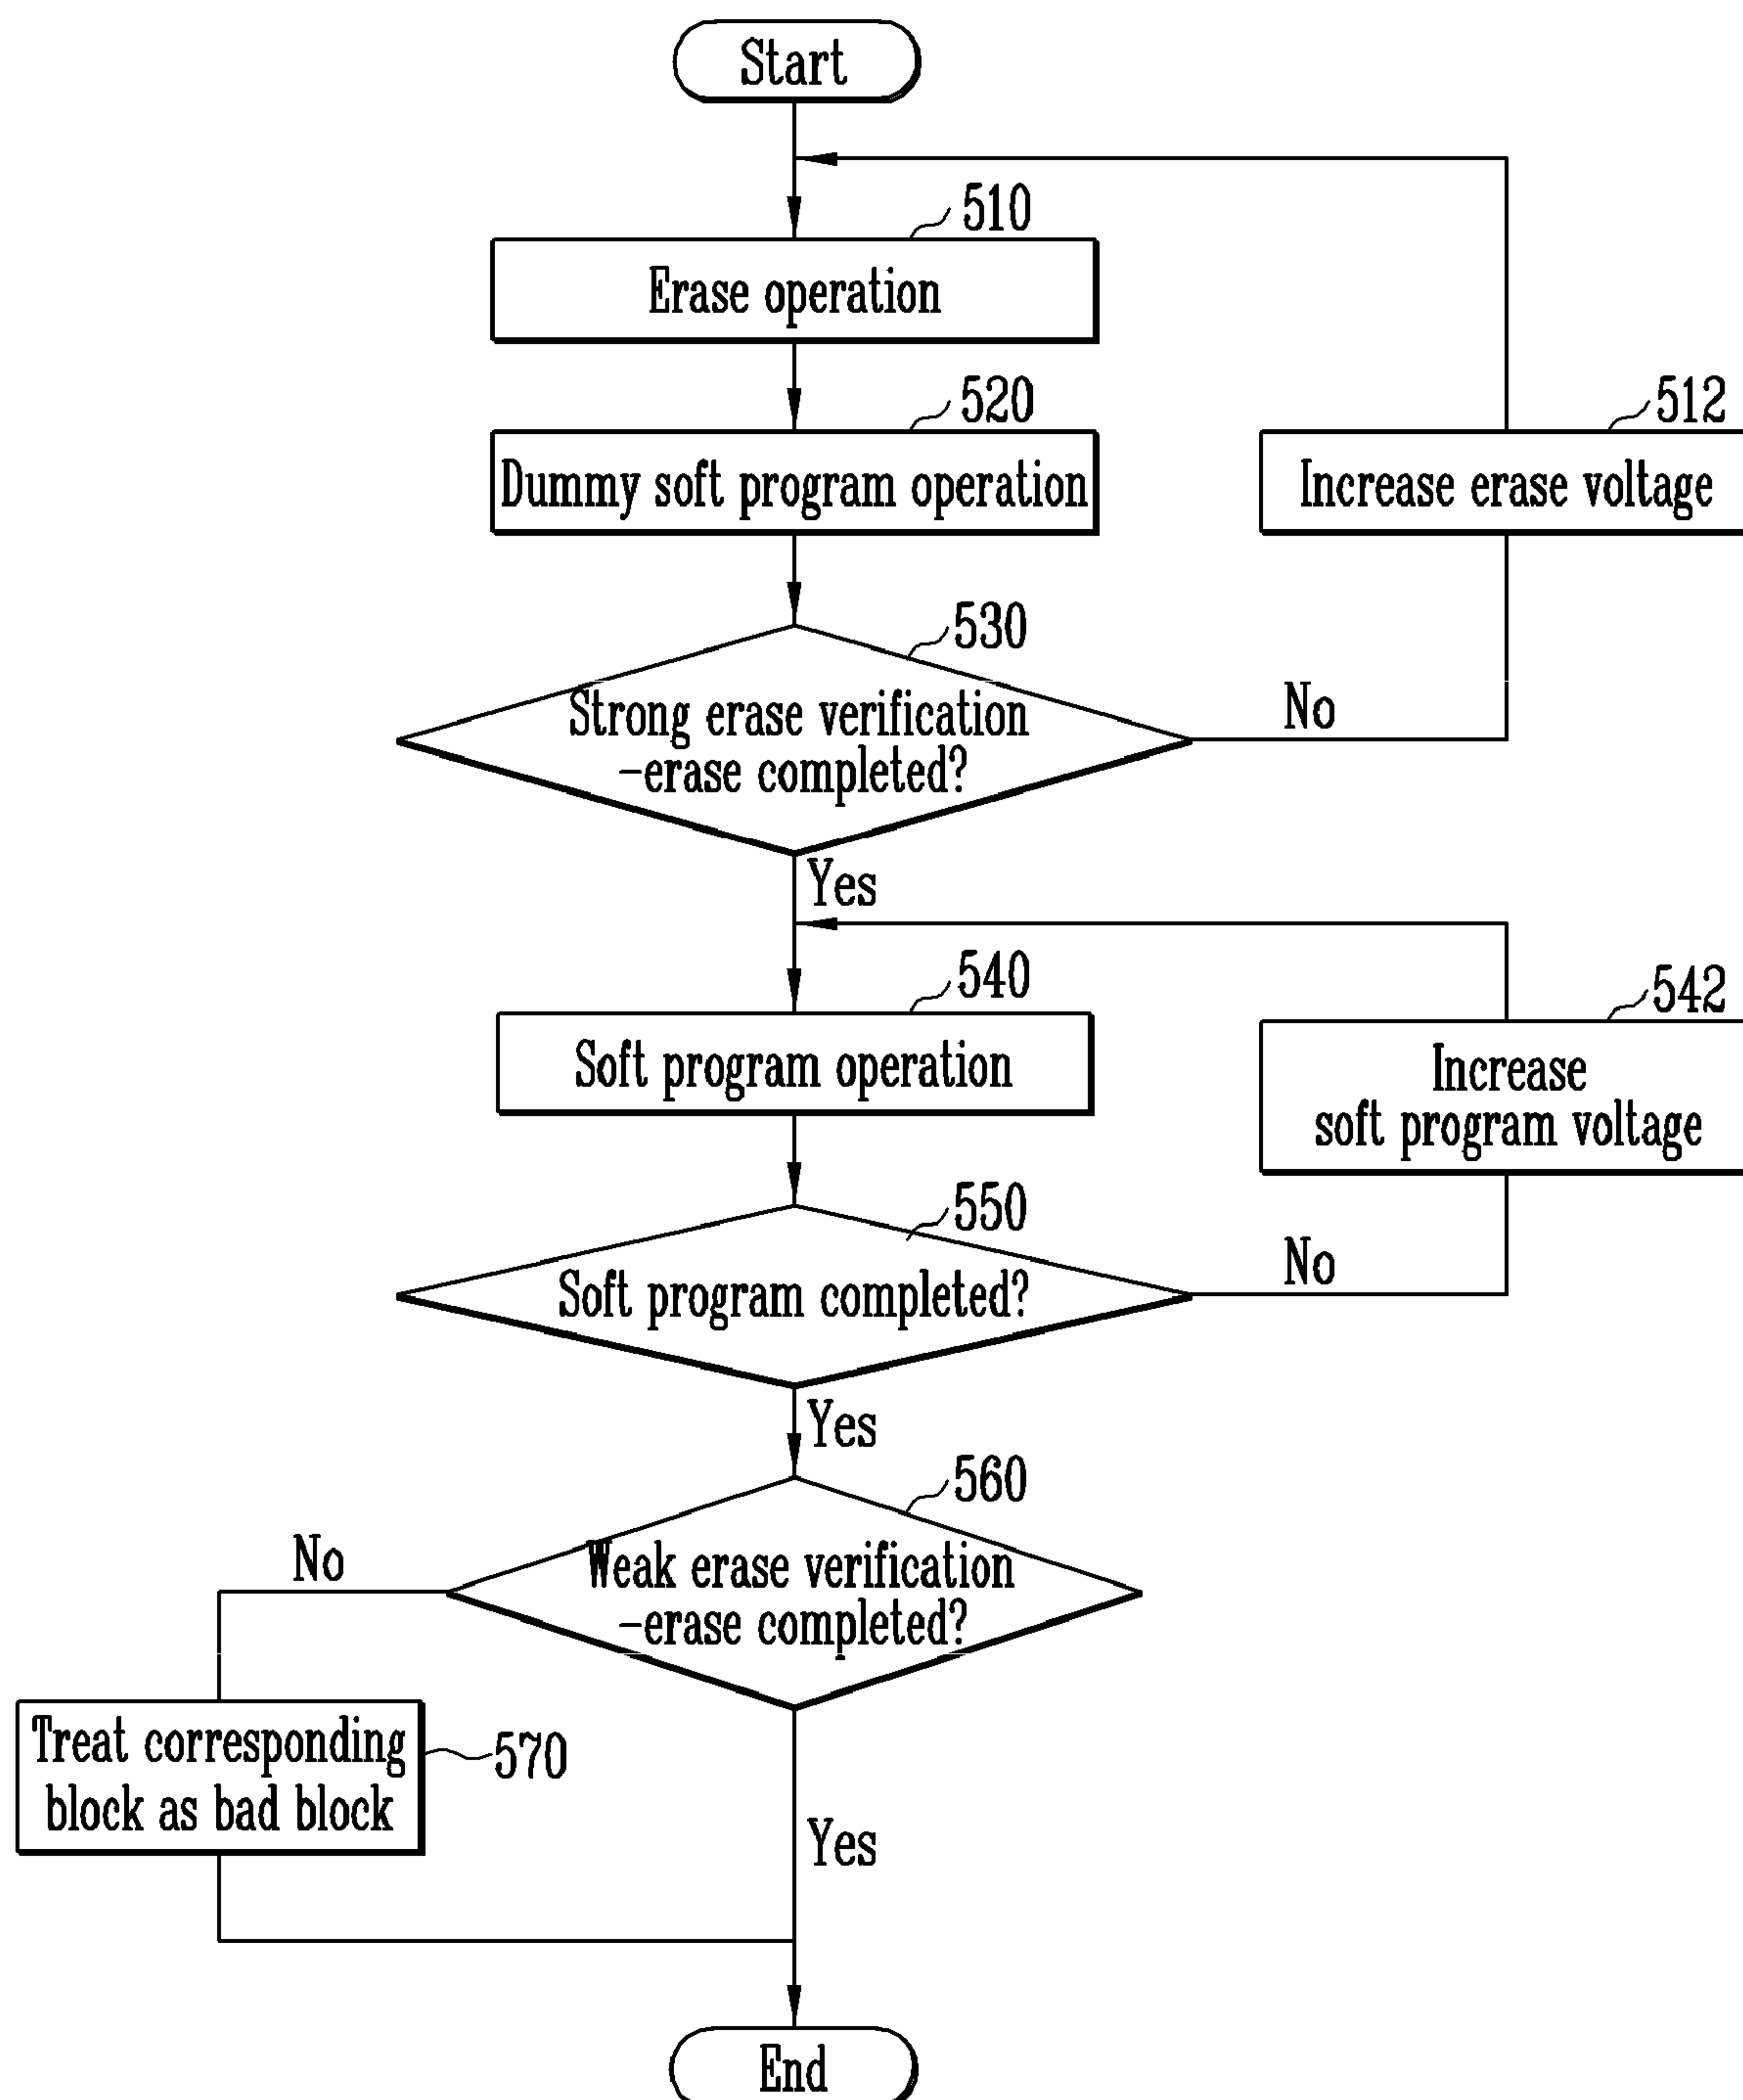 Start
510
Erase operation
520
Dummy soft program operation
512
Increase erase voltage
530
Strong erase verification
-erase completed?
No
Yes
540
Soft program operation
542
Increase
soft program voltage
550
Soft program completed?
No
Yes
560
Weak erase verification
-erase completed?
No
Treat corresponding
block as bad block
570
Yes
End